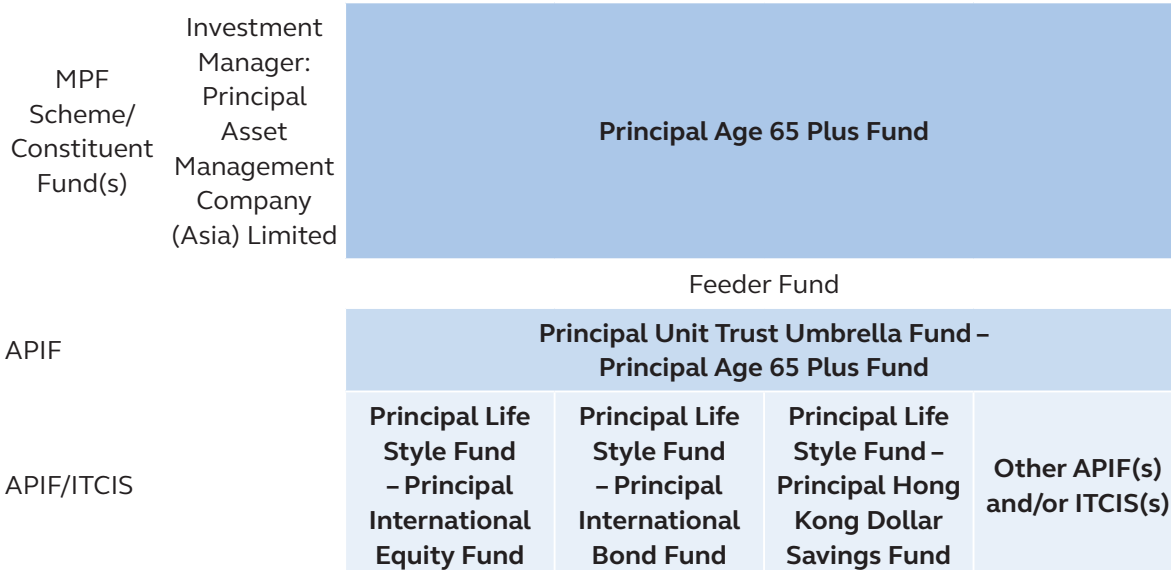 MPF
Scheme/
Constituent
Fund(s)
Investment
Manager:
Principal
Asset
Management
Company
(Asia) Limited
Principal Age 65 Plus Fund
Feeder Fund
APIF
Principal Unit Trust Umbrella Fund –
Principal Age 65 Plus Fund
APIF/ITCIS
Principal Life
Style Fund
– Principal
International
Equity Fund
Principal Life
Style Fund
– Principal
International
Bond Fund
Principal Life
Style Fund –
Principal Hong
Kong Dollar
Savings Fund
Other APIF(s)
and/or ITCIS(s)